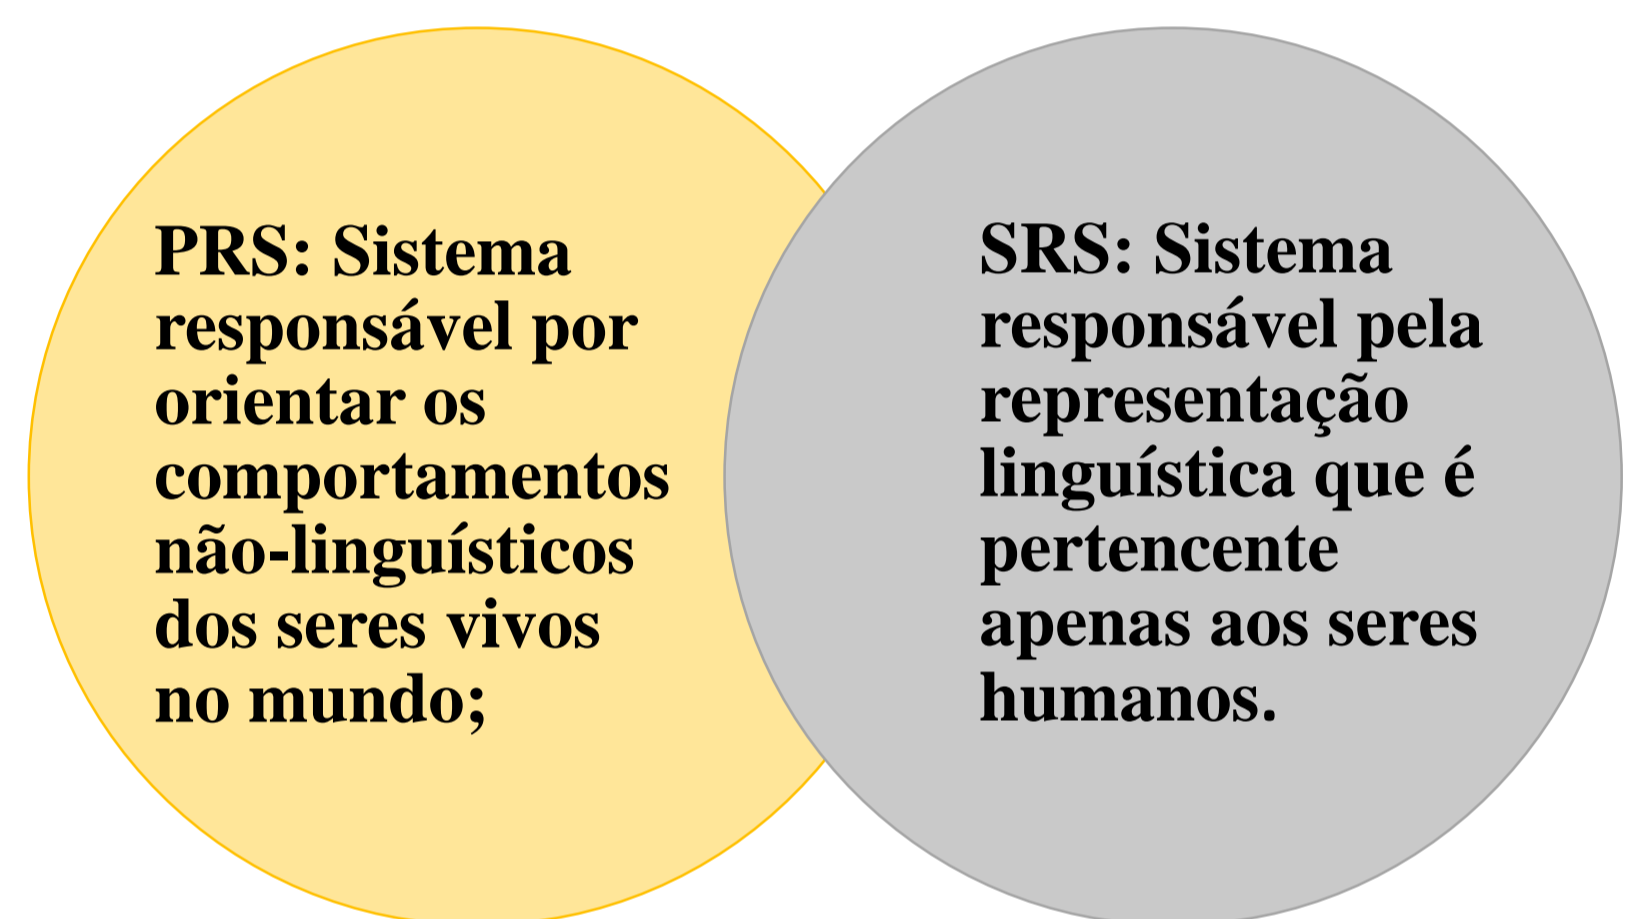 PRS: Sistema
responsável por
orientar os
comportamentos
não-linguísticos
dos seres vivos
no mundo;
SRS: Sistema
responsável pela
representação
linguística que é
pertencente
apenas aos seres
humanos.